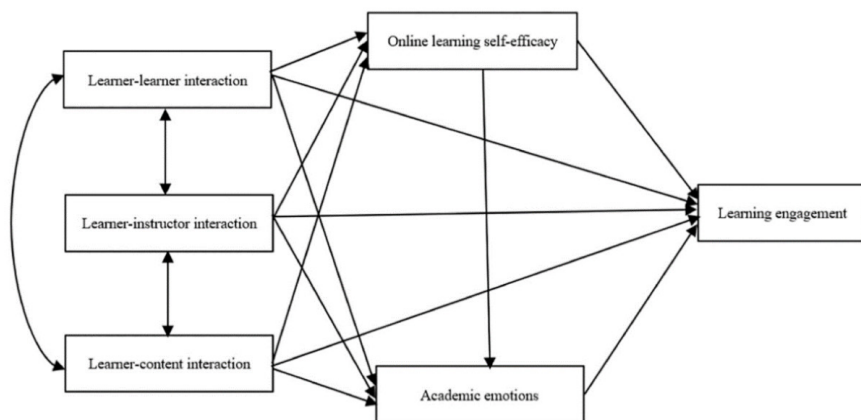 Online learning self-efficacy
Learner-learner interaction
Learner-instructor interaction
Learning engagement
Learner-content interaction
Academic emotions